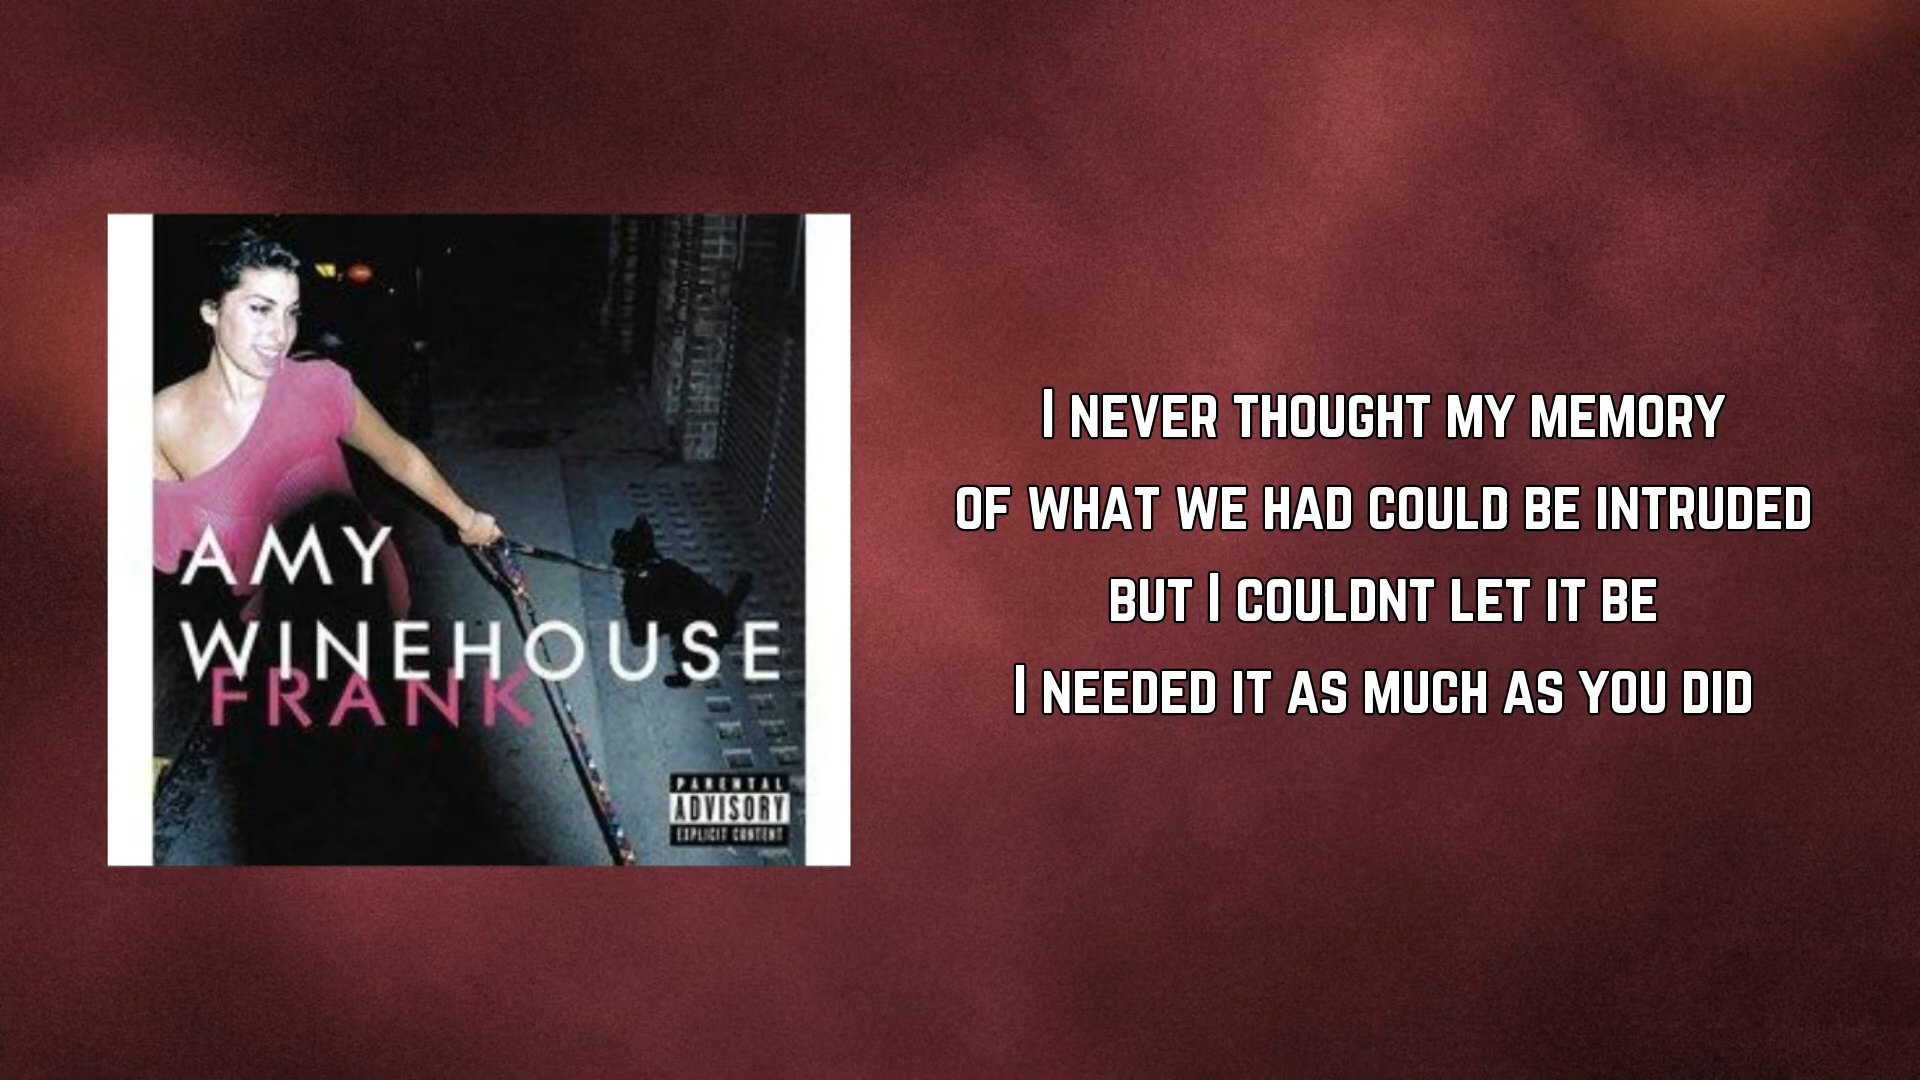 AMY
WINEHOUSE
FRANK
PARENTAL
ADVISORY
EXPLICIT CONTENT
I NEVER THOUGHT MY MEMORY
OF WHAT WE HAD COULD BE INTRUDED
BUT I COULDNT LET IT BE
I NEEDED IT AS MUCH AS YOU DID